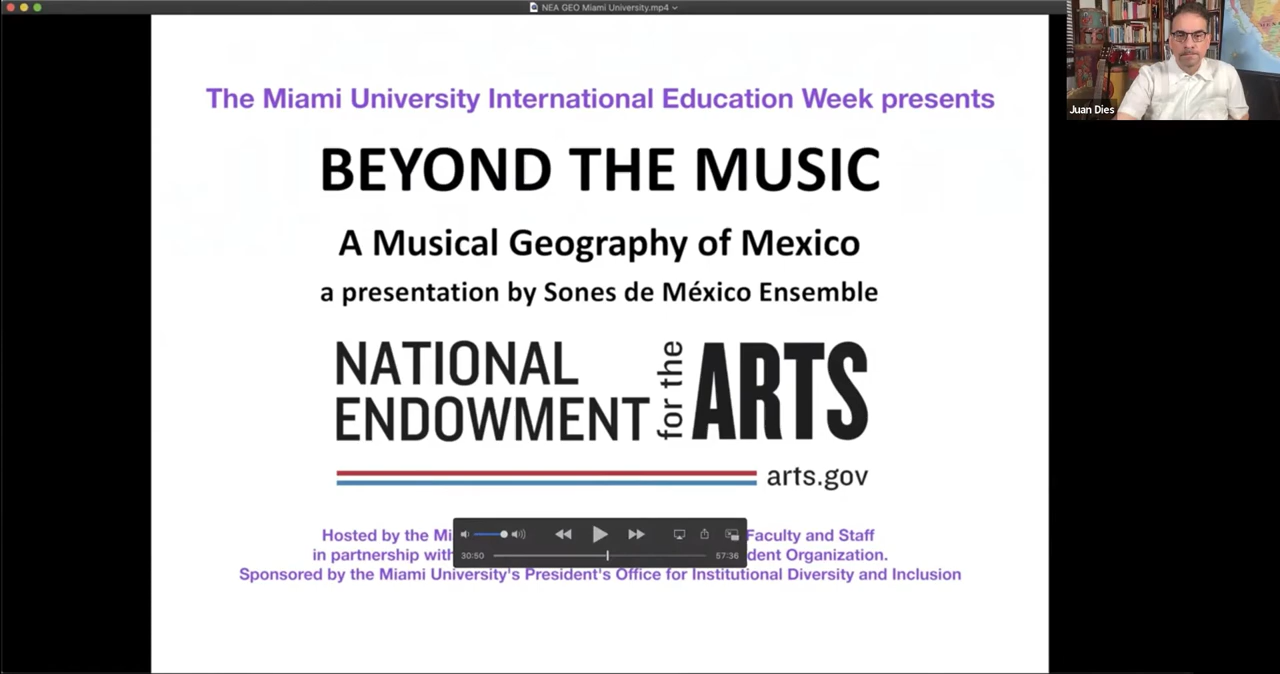 NEA GEO Miami University.mp4
The Miami University International Education Week presents
BEYOND THE MUSIC
A Musical Geography of Mexico
a presentation by Sones de México Ensemble
NATIONAL
ENDOWMENT
for the
ARTS
arts.gov
Hosted by the Mi Faculty and Staff
in partnership with dent Organization.
Sponsored by the Miami University's President's Office for Institutional Diversity and Inclusion
30:50
57:36
Juan Dies